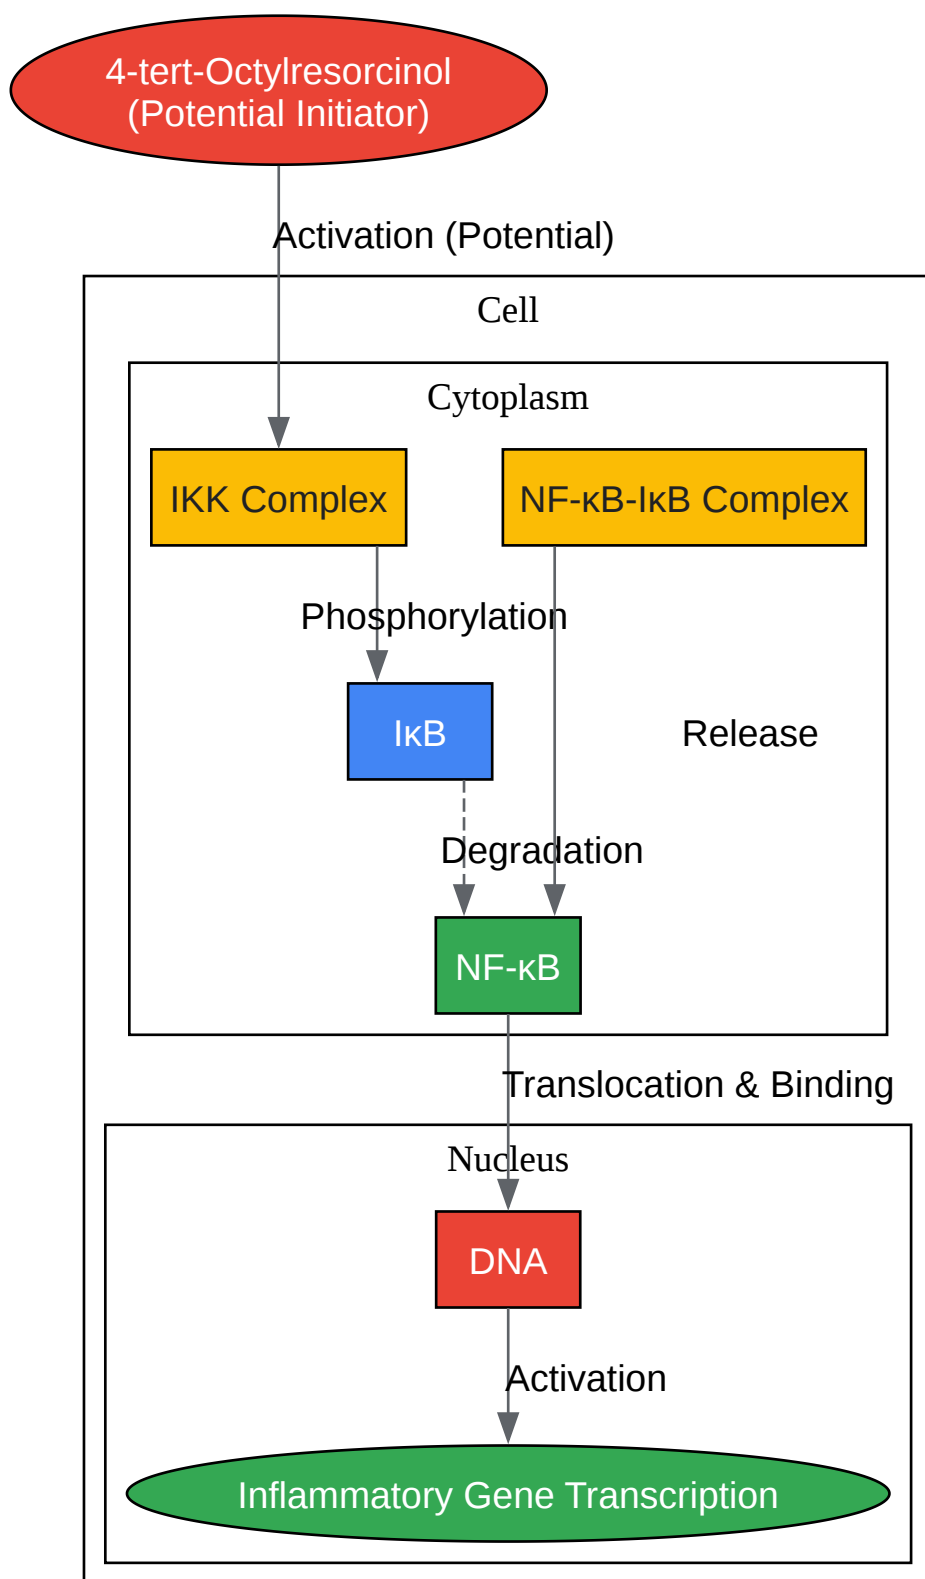 4-tert-Octylresorcinol
(Potential Initiator)
Activation (Potential)
Cell
Cytoplasm
IKK Complex
NF-κB-IκB Complex
Phosphorylation
IκB
Release
Degradation
NF-κB
Translocation & Binding
Nucleus
DNA
Activation
Inflammatory Gene Transcription